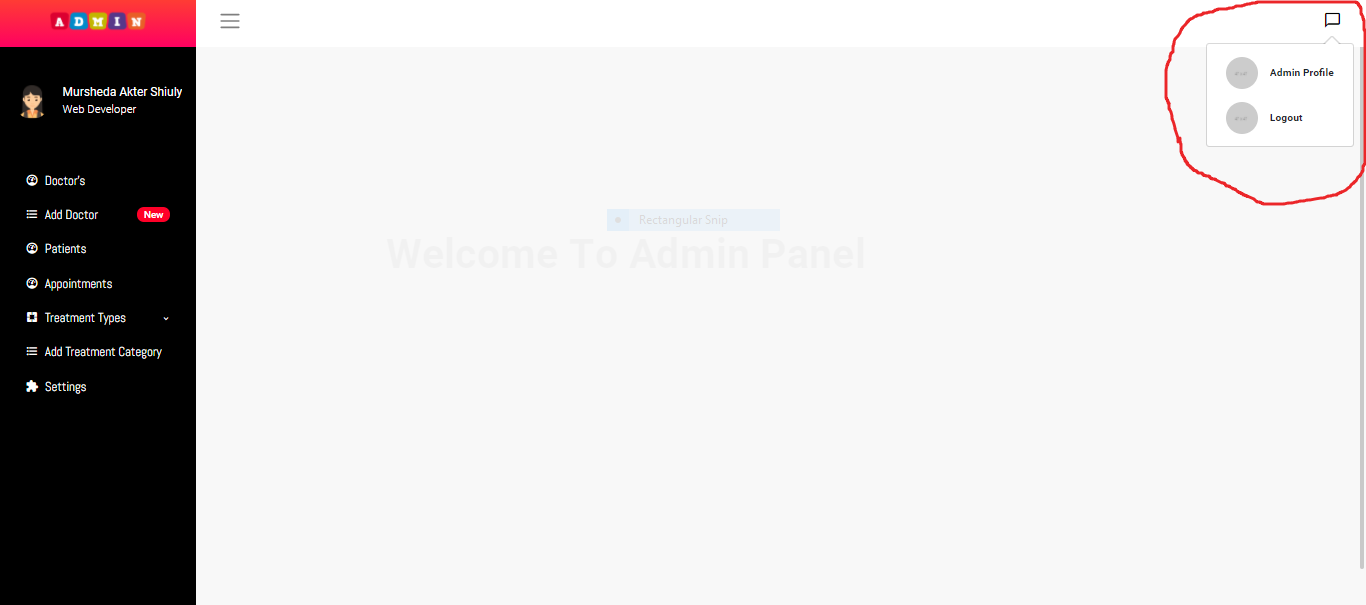 ADMIN
Mursheda Akter Shiuly
Web Developer
Doctor's
Add Doctor New
Patients
Appointments
Treatment Types
Add Treatment Category
Settings
Rectangular Snip
Welcome To Admin Panel
Admin Profile
Logout